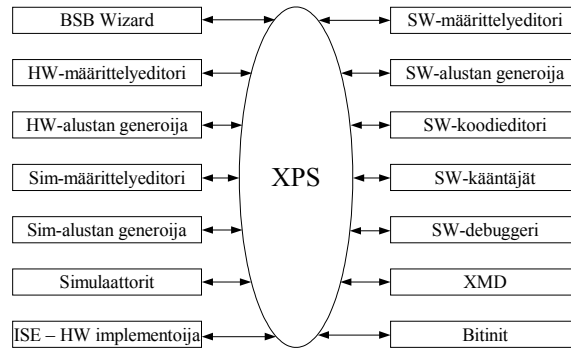 BSB Wizard
HW-määrittelyeditori
HW-alustan generoija
Sim-määrittelyeditori
Sim-alustan generoija
Simulaattorit
ISE – HW implementoija
XPS
SW-määrittelyeditori
SW-alustan generoija
SW-koodieditori
SW-kääntäjät
SW-debuggeri
XMD
Bitinit